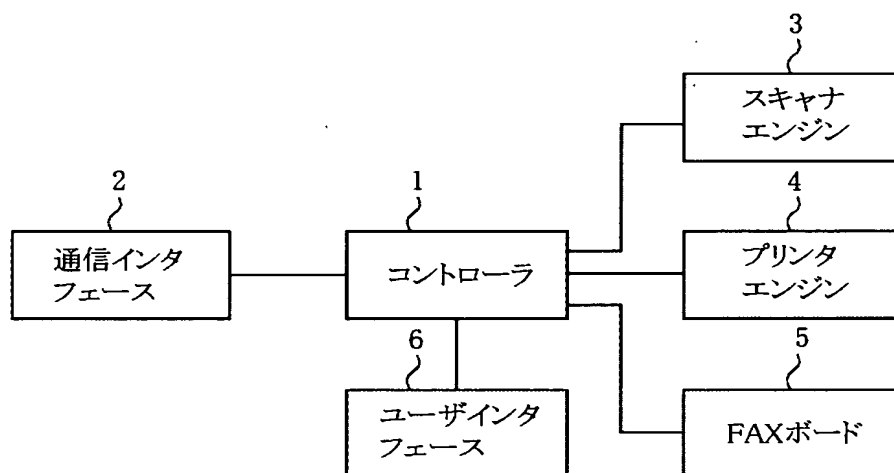 3
スキャナ
エンジン
2
通信インタ
フェース
1
コントローラ
4
プリンタ
エンジン
6
ユーザインタ
フェース
5
FAXボード